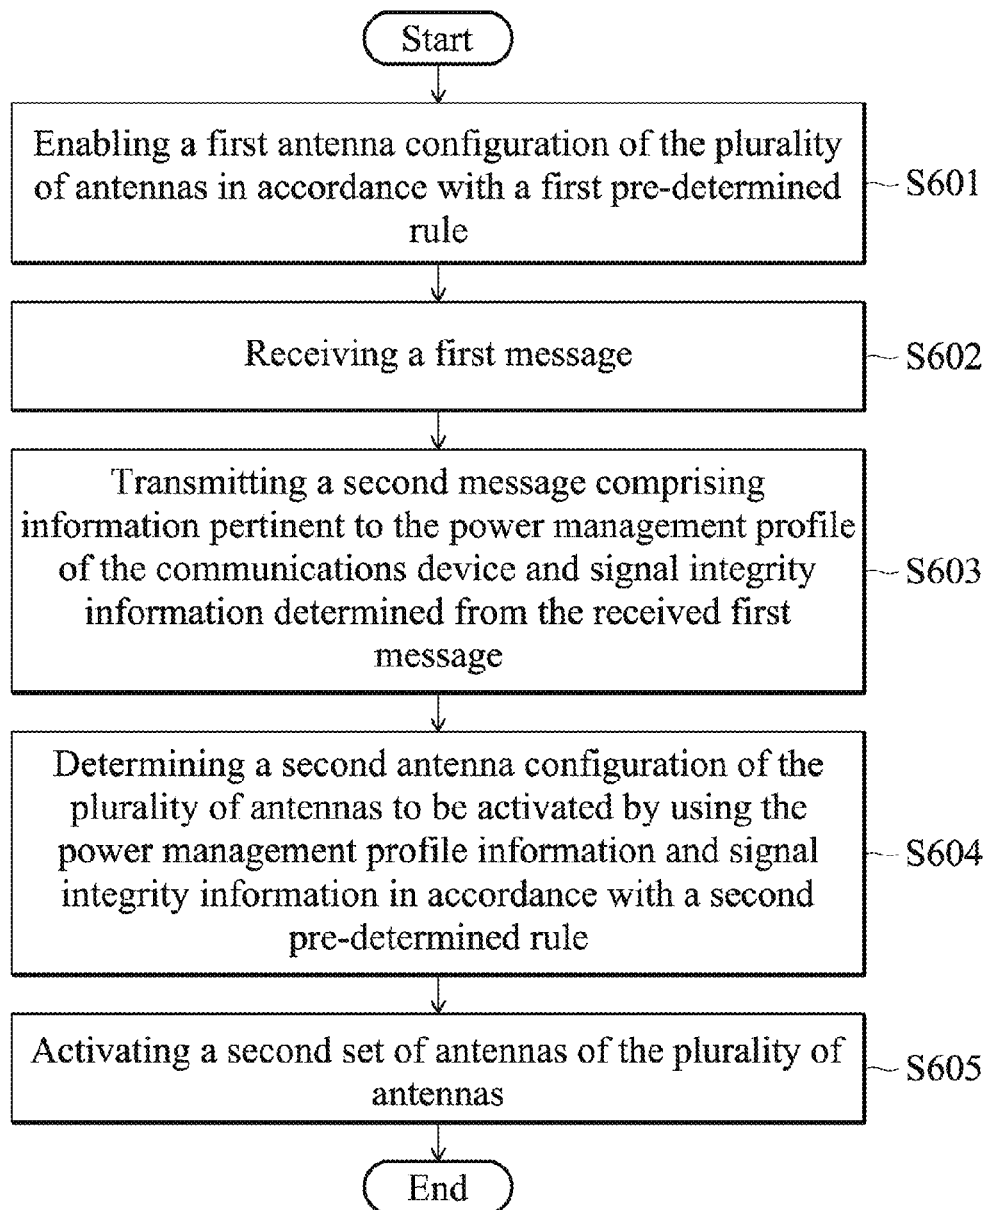 Start
Enabling a first antenna configuration of the plurality
of antennas in accordance with a first pre-determined
rule
S601
Receiving a first message
S602
Transmitting a second message comprising
information pertinent to the power management profile
of the communications device and signal integrity
information determined from the received first
message
S603
Determining a second antenna configuration of the
plurality of antennas to be activated by using the
power management profile information and signal
integrity information in accordance with a second
pre-determined rule
S604
Activating a second set of antennas of the plurality of
antennas
S605
End